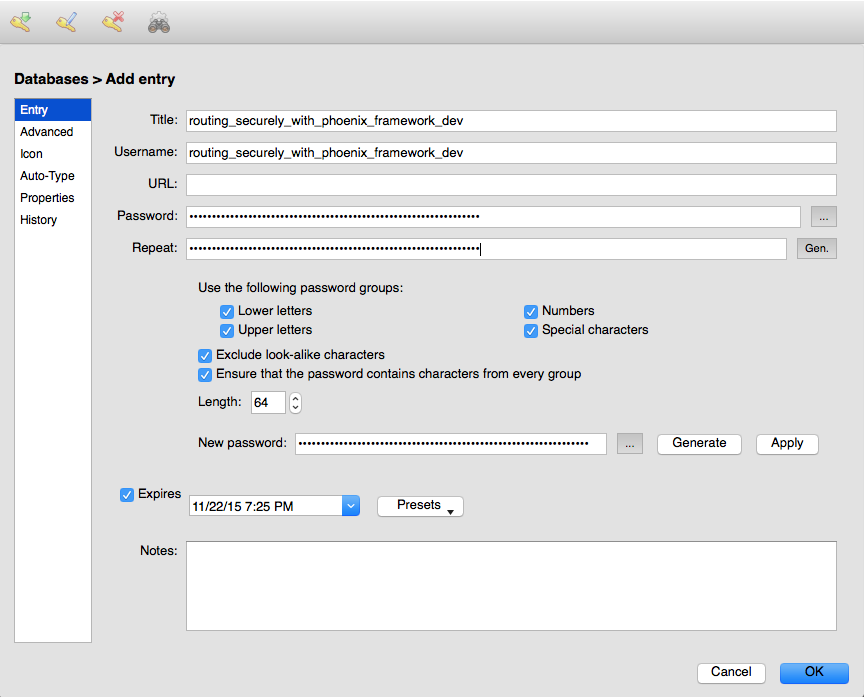 Databases > Add entry
Entry
Advanced
Icon
Auto-Type
Properties
History
Title: routing_securely_with_phoenix_framework_dev
Username: routing_securely_with_phoenix_framework_dev
URL:
Password: •••••••••••••••••••••••••••••••••••••••••••••••••••••••••••••••• ...
Repeat: •••••••••••••••••••••••••••••••••••••••••••••••••••••••••••••••• Gen.
Use the following password groups:
Lower letters Numbers
Upper letters Special characters
Exclude look-alike characters
Ensure that the password contains characters from every group
Length: 64
New password: •••••••••••••••••••••••••••••••••••••••••••••••••••••••••••••••• ... Generate Apply
Expires 11/22/15 7:25 PM Presets
Notes:
Cancel OK